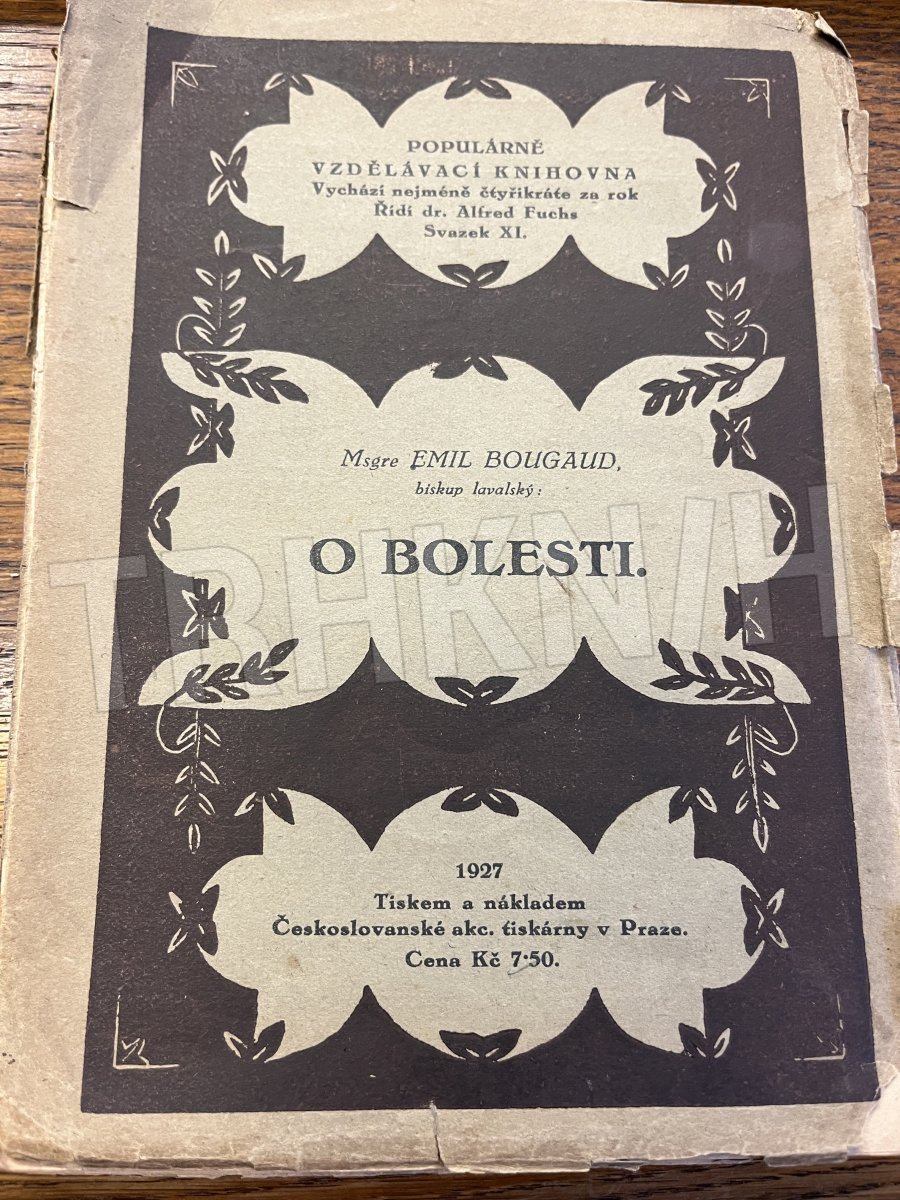 POPULÁRNĚ
VZDĚLÁVACÍ KNIHOVNA
Vychází nejméně čtyřikráte za rok
Řídí dr. Alfred Fuchs
Svazek XI.
Msgre EMIL BOUGAUD,
biskup lavalský:
O BOLESTI.
TRHKNIH
1927
Tiskem a nákladem
Československé akc. tiskárny v Praze.
Cena Kč 7·50.